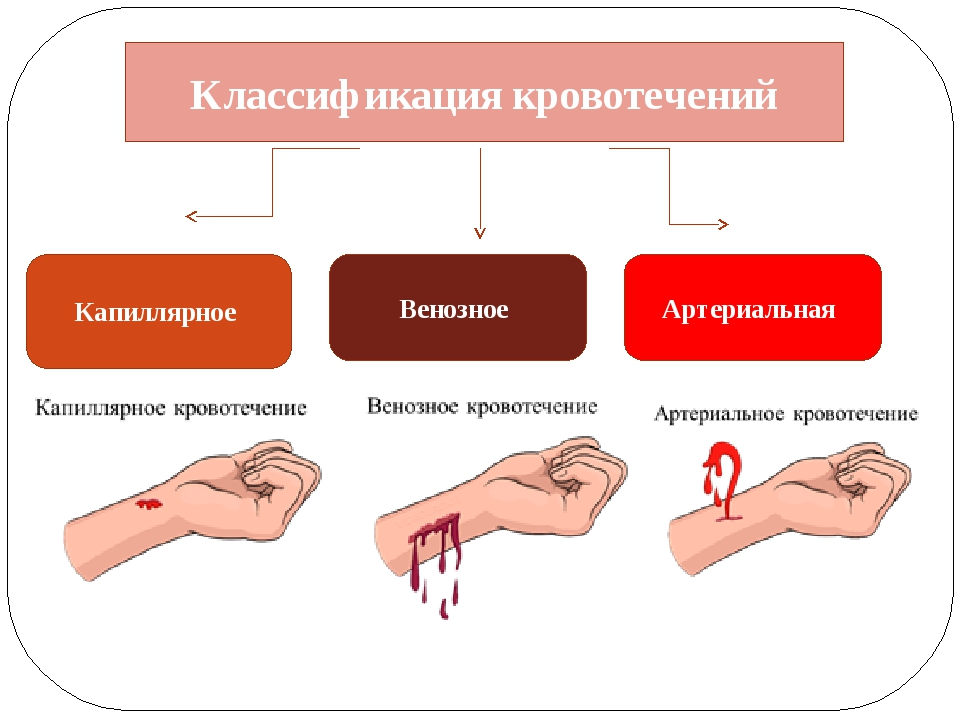 Классификация кровотечений
Капиллярное
Венозное
Артериальная
Капиллярное кровотечение
Венозное кровотечение
Артериальное кровотечение